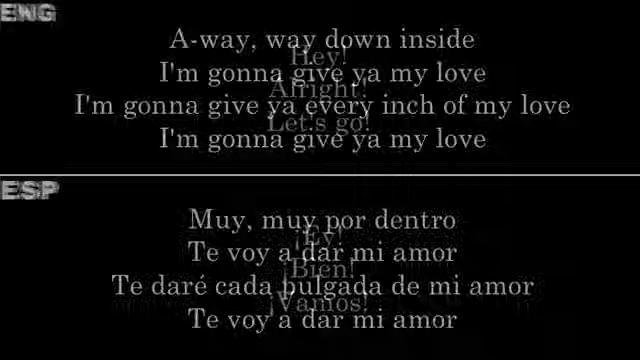 ENG
A-way, way down inside
Hey!
I'm gonna give ya my love
Alright!
I'm gonna give ya every inch of my love
Let's go!
I'm gonna give ya my love
ESP
Muy, muy por dentro
¡Ey!
Te voy a dar mi amor
¡Bien!
Te daré cada pulgada de mi amor
¡Vamos!
Te voy a dar mi amor